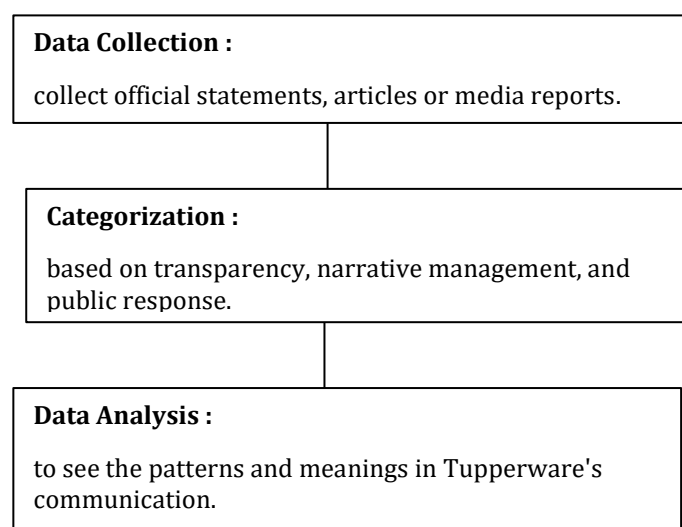 Data Collection :
collect official statements, articles or media reports.
Categorization :
based on transparency, narrative management, and
public response.
Data Analysis :
to see the patterns and meanings in Tupperware's
communication.